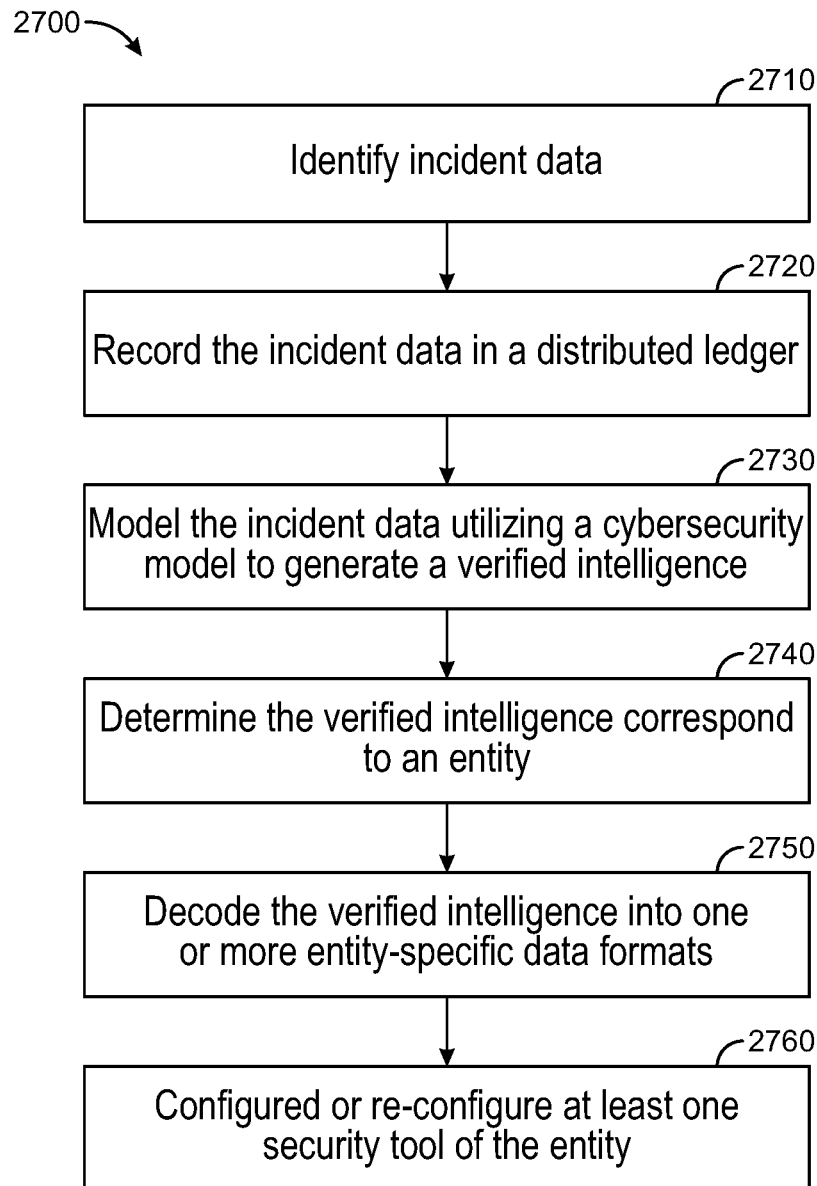 2700
2710
Identify incident data
2720
Record the incident data in a distributed ledger
2730
Model the incident data utilizing a cybersecurity
model to generate a verified intelligence
2740
Determine the verified intelligence correspond
to an entity
2750
Decode the verified intelligence into one
or more entity-specific data formats
2760
Configured or re-configure at least one
security tool of the entity